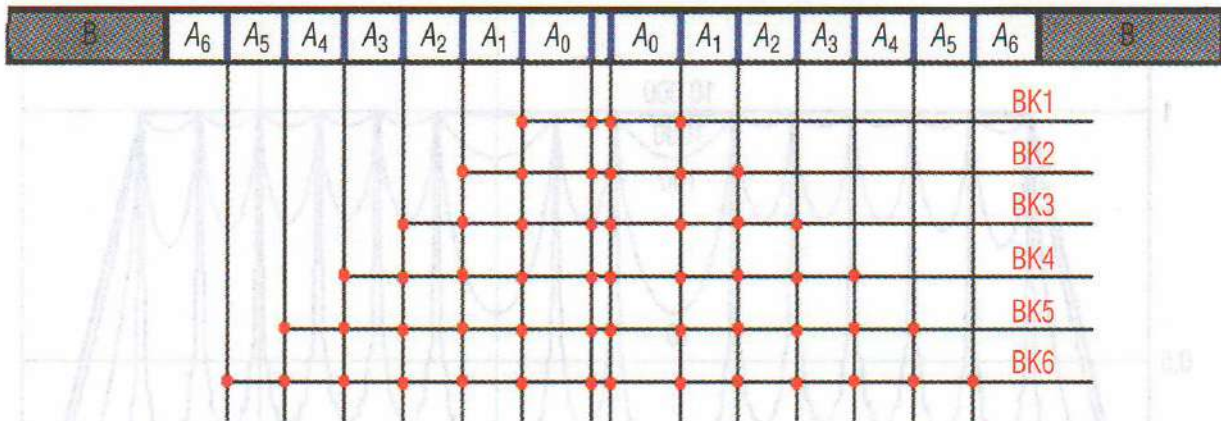 B A₆ A₅ A₄ A₃ A₂ A₁ A₀ A₀ A₁ A₂ A₃ A₄ A₅ A₆ B
BK1
BK2
BK3
BK4
BK5
BK6